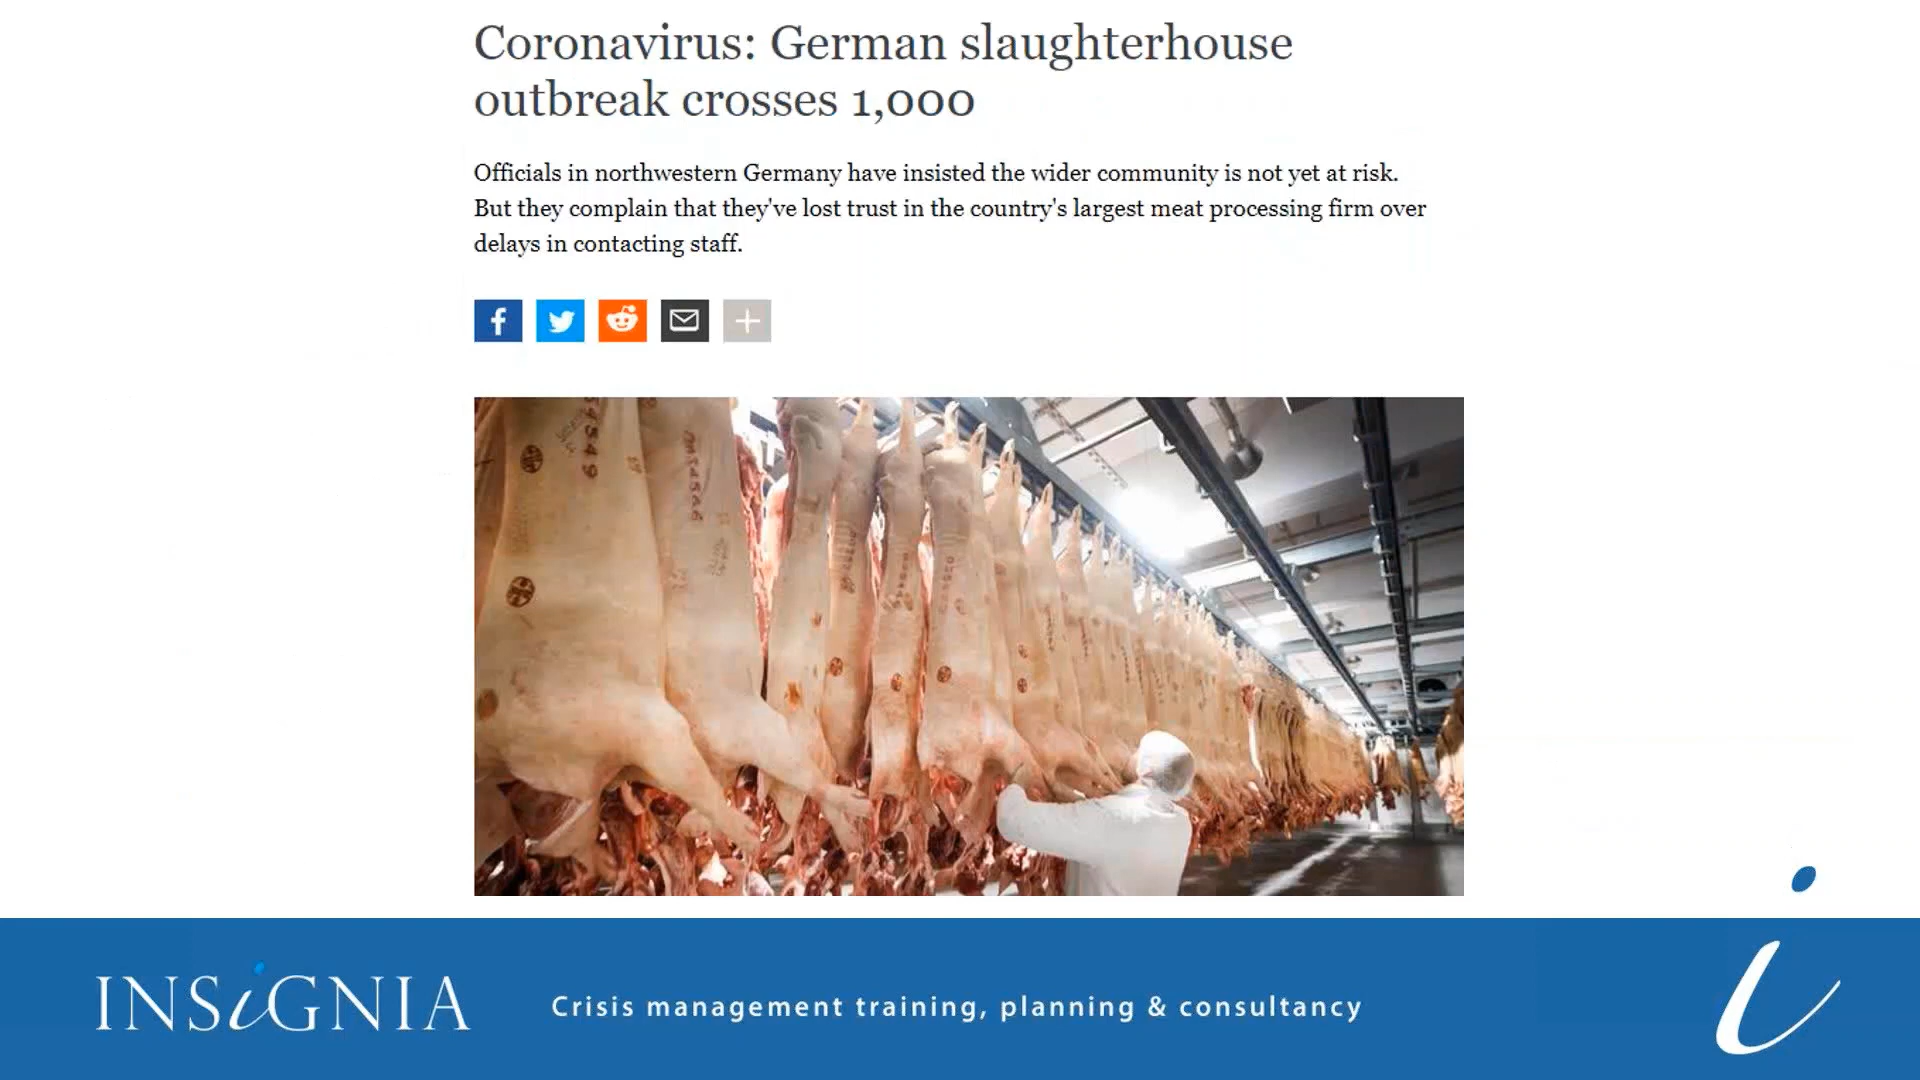 Coronavirus: German slaughterhouse
outbreak crosses 1,000
Officials in northwestern Germany have insisted the wider community is not yet at risk.
But they complain that they've lost trust in the country's largest meat processing firm over
delays in contacting staff.
INSiGNIA
Crisis management training, planning & consultancy
i